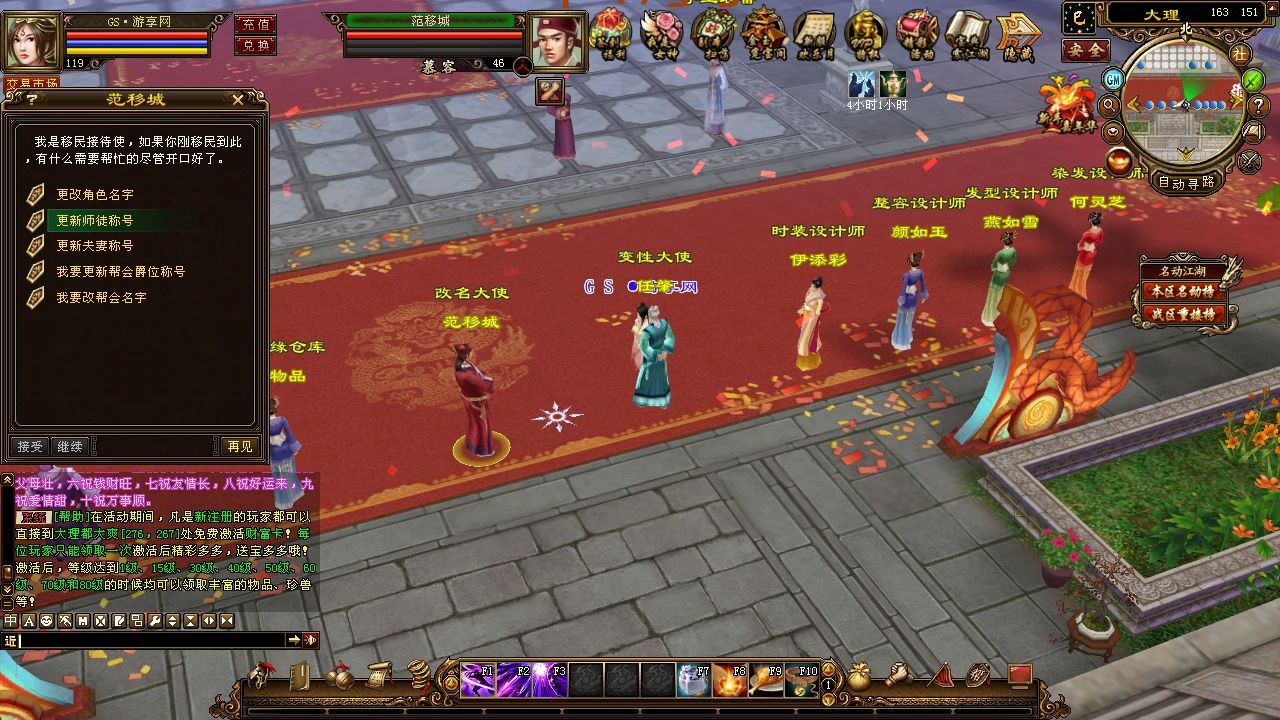 GS·游享网
119
充值
兑换
范移城
慕容
46
4小时
1小时
大理
163 151
北
安全
社
GM
自动寻路
交易市场
范移城
我是移民接待使，如果你刚移民到此
，有什么需要帮忙的尽管开口好了。
更改角色名字
更新师徒称号
更新夫妻称号
我要更新帮会爵位称号
我要改帮会名字
接受
继续
再见
缘仓库
物品
改名大使
范移城
变性大使
时装设计师
伊添彩
整容设计师
颜如玉
发型设计师
燕如雪
染发设计师
何灵芝
名动江湖
本区名动榜
战区重楼榜
父母壮，六祝钱财旺，七祝友情长，八祝好运来，九
祝爱情甜，十祝万事顺。
[帮助]在活动期间，凡是新注册的玩家都可以
直接到大理郡大爽[276，267]处免费激活财富卡！每
位玩家只能领取一次激活后精彩多多，送宝多多哦！
激活后，等级达到1级、15级、30级、40级、50级、60
级、70级和80级的时候均可以领取丰富的物品、珍兽
等！
近
F1
F2
F3
F7
F8
F9
F10
1